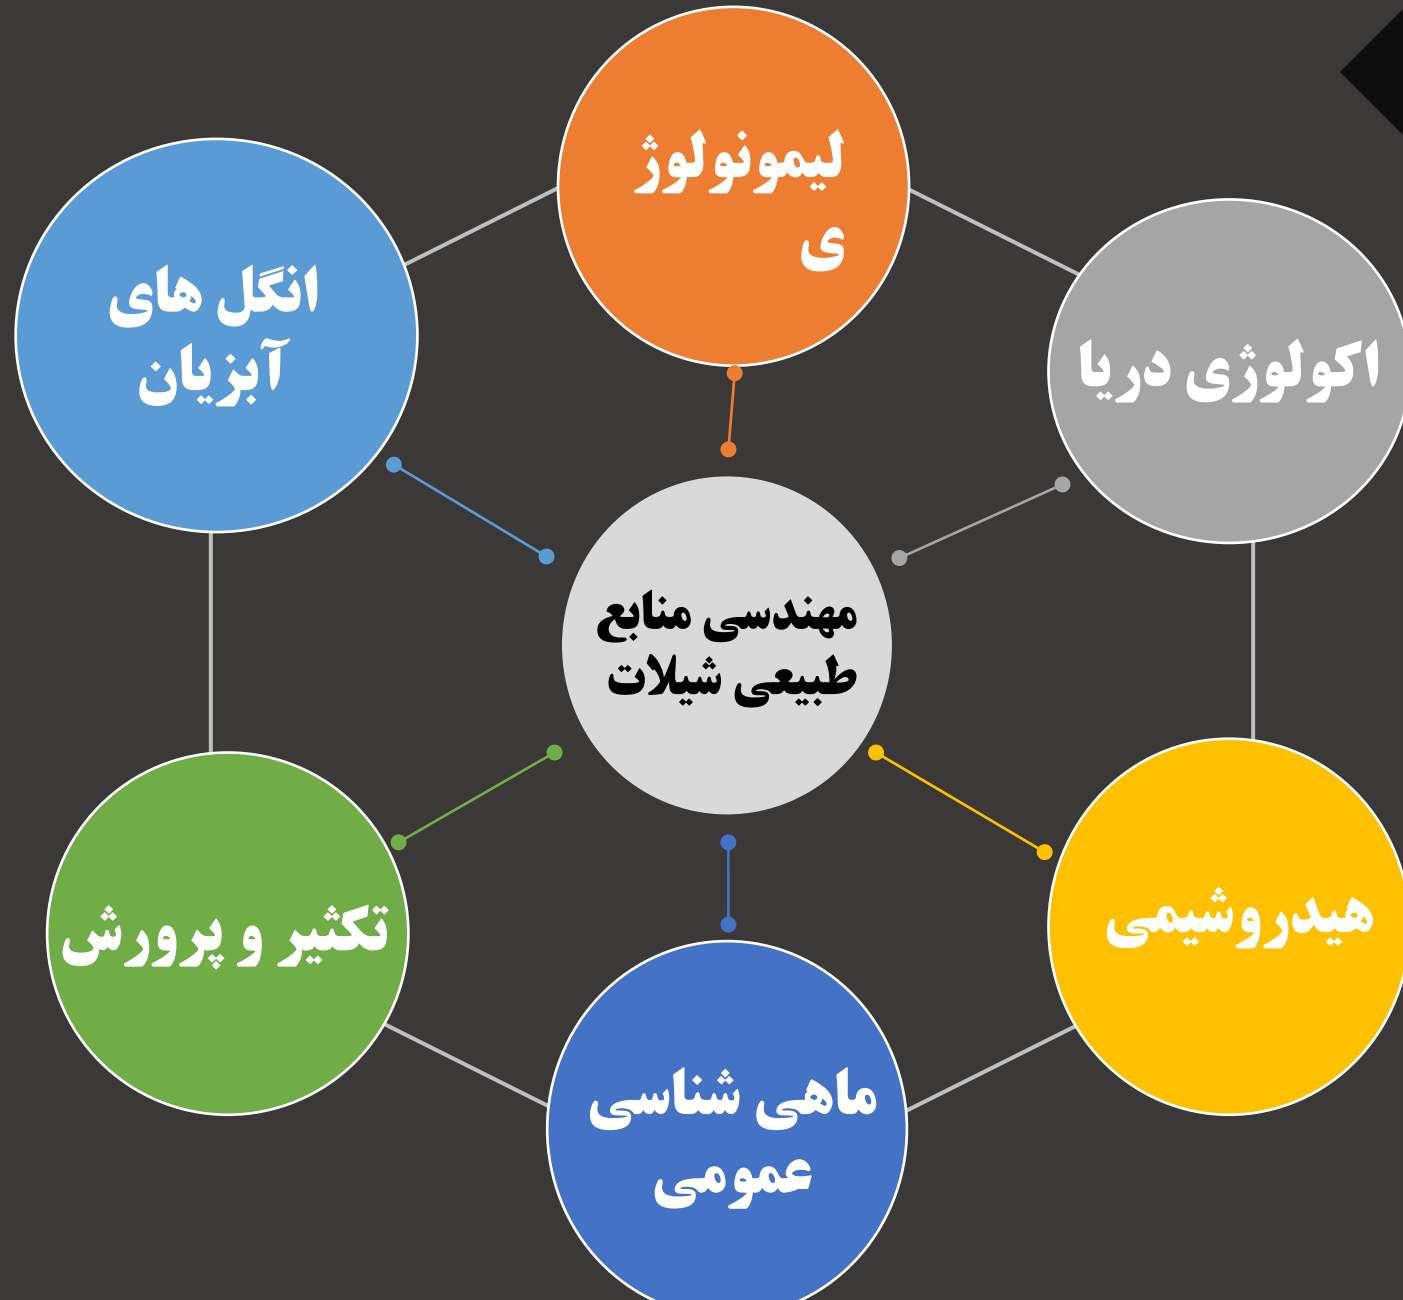 لیمونولوژ
ی
انگل های
آبزیان
اکولوژی دریا
مهندسی منابع
طبیعی شیلات
تکثیر و پرورش
هیدروشیمی
ماهی شناسی
عمومی